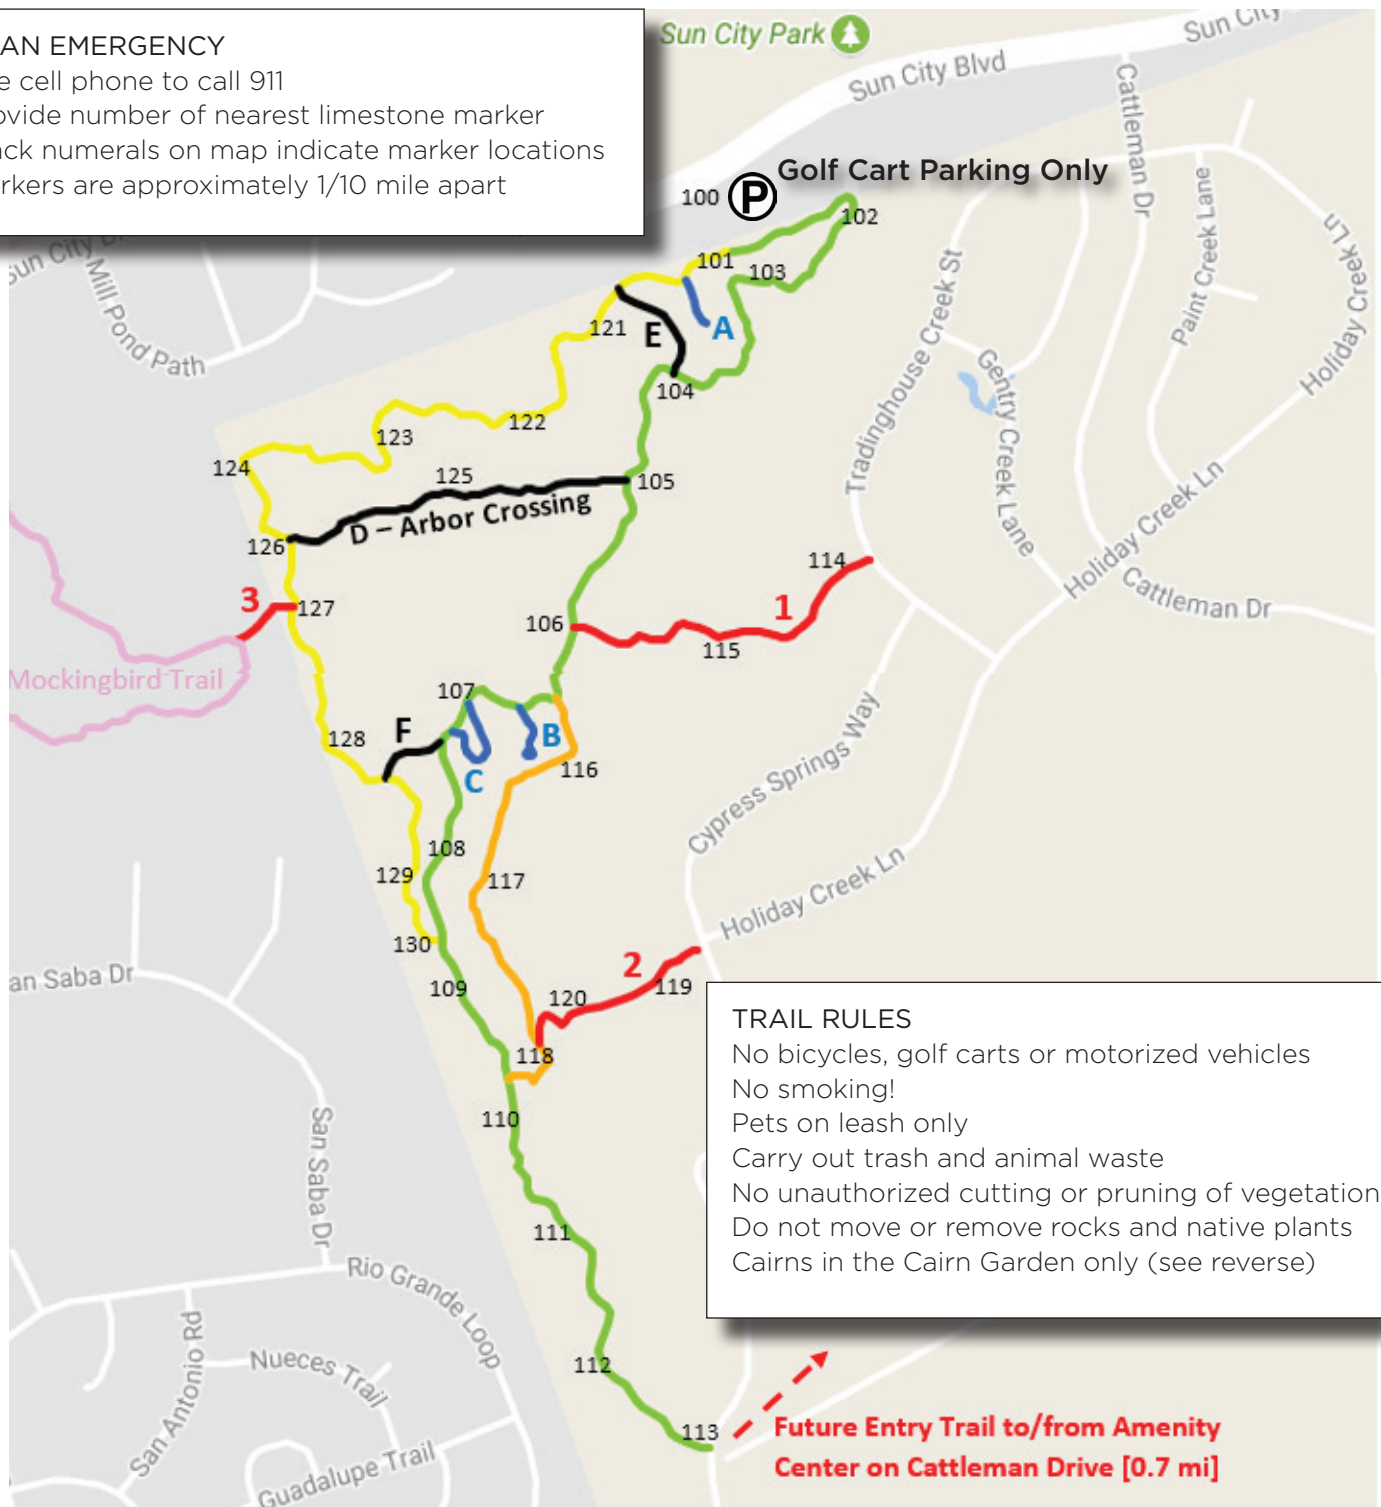 AN EMERGENCY
e cell phone to call 911
ovide number of nearest limestone marker
ack numerals on map indicate marker locations
rkers are approximately 1/10 mile apart
Sun City Park
Sun City Blvd
Sun City
Cattleman Dr
100
P
Golf Cart Parking Only
102
101
103
Sun City B
Mill Pond Path
121
E
A
104
Tradinghouse Creek St
Gentry Creek Lane
Paint Creek Lane
Holiday Creek Ln
122
123
124
125
105
D – Arbor Crossing
126
3
127
114
1
106
115
Holiday Creek Ln
Cattleman Dr
Mockingbird Trail
107
F
B
128
C
116
Cypress Springs Way
108
129
117
Holiday Creek Ln
130
2
an Saba Dr
109
120
119
118
110
TRAIL RULES
No bicycles, golf carts or motorized vehicles
No smoking!
Pets on leash only
Carry out trash and animal waste
No unauthorized cutting or pruning of vegetation
Do not move or remove rocks and native plants
Cairns in the Cairn Garden only (see reverse)
San Saba Dr
111
Rio Grande Loop
San Antonio Rd
Nueces Trail
112
113
Future Entry Trail to/from Amenity
Center on Cattleman Drive [0.7 mi]
Guadalupe Trail